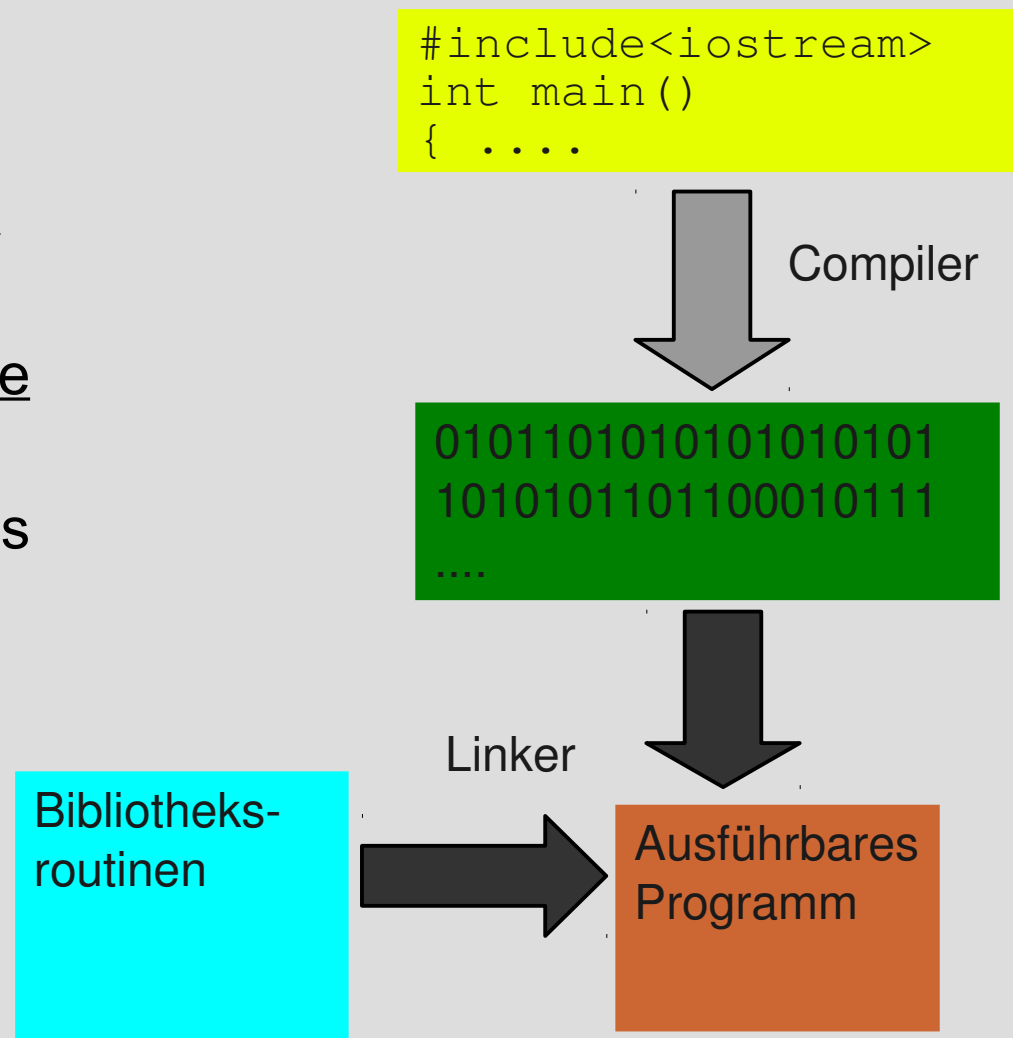 #include<iostream>
int main()
{ ....
Compiler
e
s
0101101010101010101
1010101101100010111
....
Linker
Bibliotheks-
routinen
Ausführbares
Programm